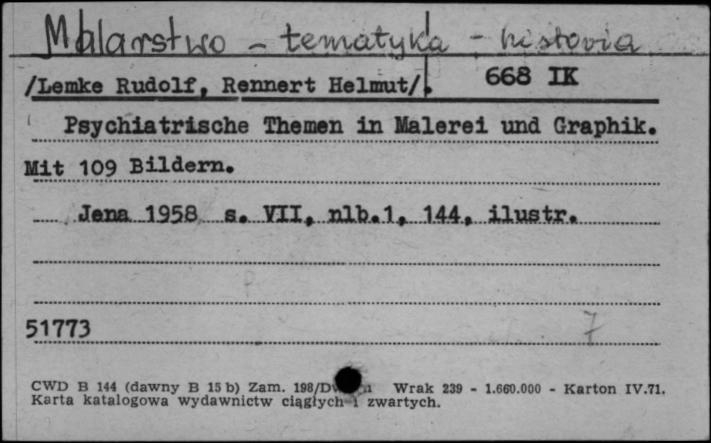 Malarstwo - tematyka - historia
/Lemke Rudolf, Rennert Helmut/. 668 IK
Psychiatrische Themen in Malerei und Graphik.
Mit 109 Bildern.
Jena 1958 s. VII, nlb.1, 144, ilustr.
51773 7
CWD B 144 (dawny B 15 b) Zam. 198/ Wrak 239 - 1.660.000 - Karton IV.71.
Karta katalogowa wydawnictw ciągłych i zwartych.